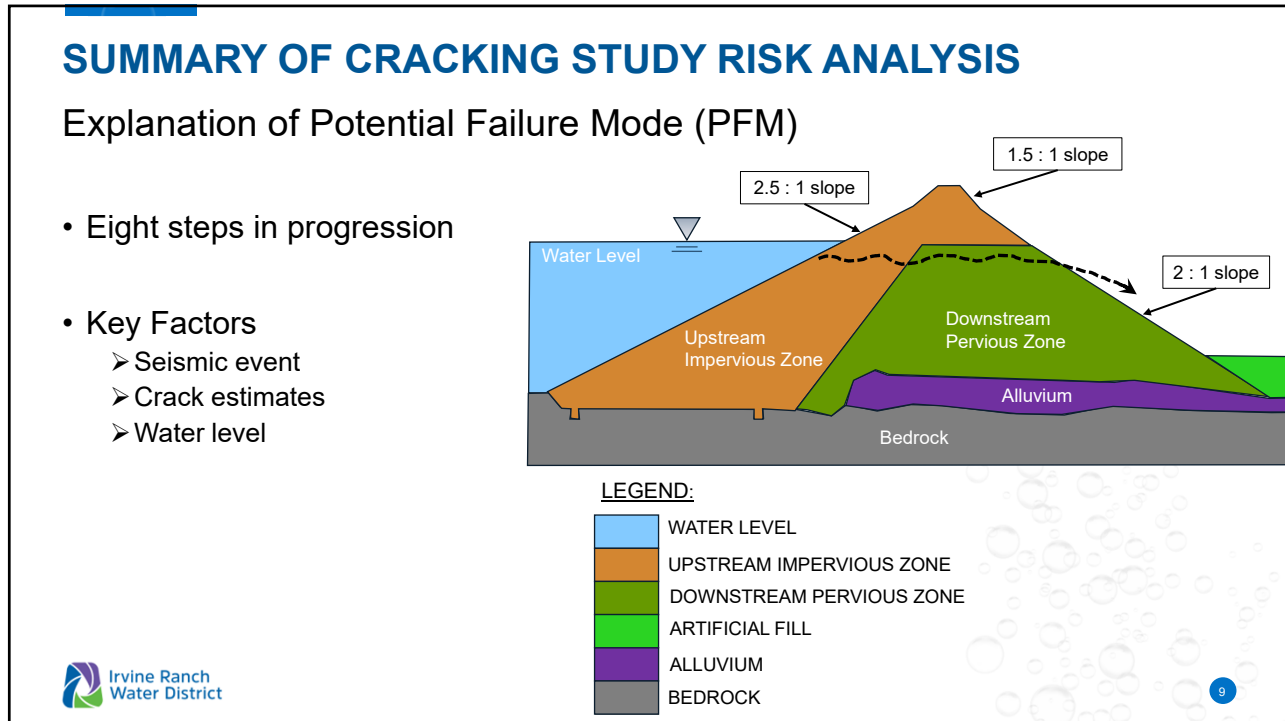 SUMMARY OF CRACKING STUDY RISK ANALYSIS
Explanation of Potential Failure Mode (PFM)
• Eight steps in progression
• Key Factors
➢ Seismic event
➢ Crack estimates
➢ Water level
1.5 : 1 slope
2.5 : 1 slope
Water Level
2 : 1 slope
Upstream
Impervious Zone
Downstream
Pervious Zone
Alluvium
Bedrock
LEGEND:
WATER LEVEL
UPSTREAM IMPERVIOUS ZONE
DOWNSTREAM PERVIOUS ZONE
ARTIFICIAL FILL
ALLUVIUM
BEDROCK
Irvine Ranch
Water District
9